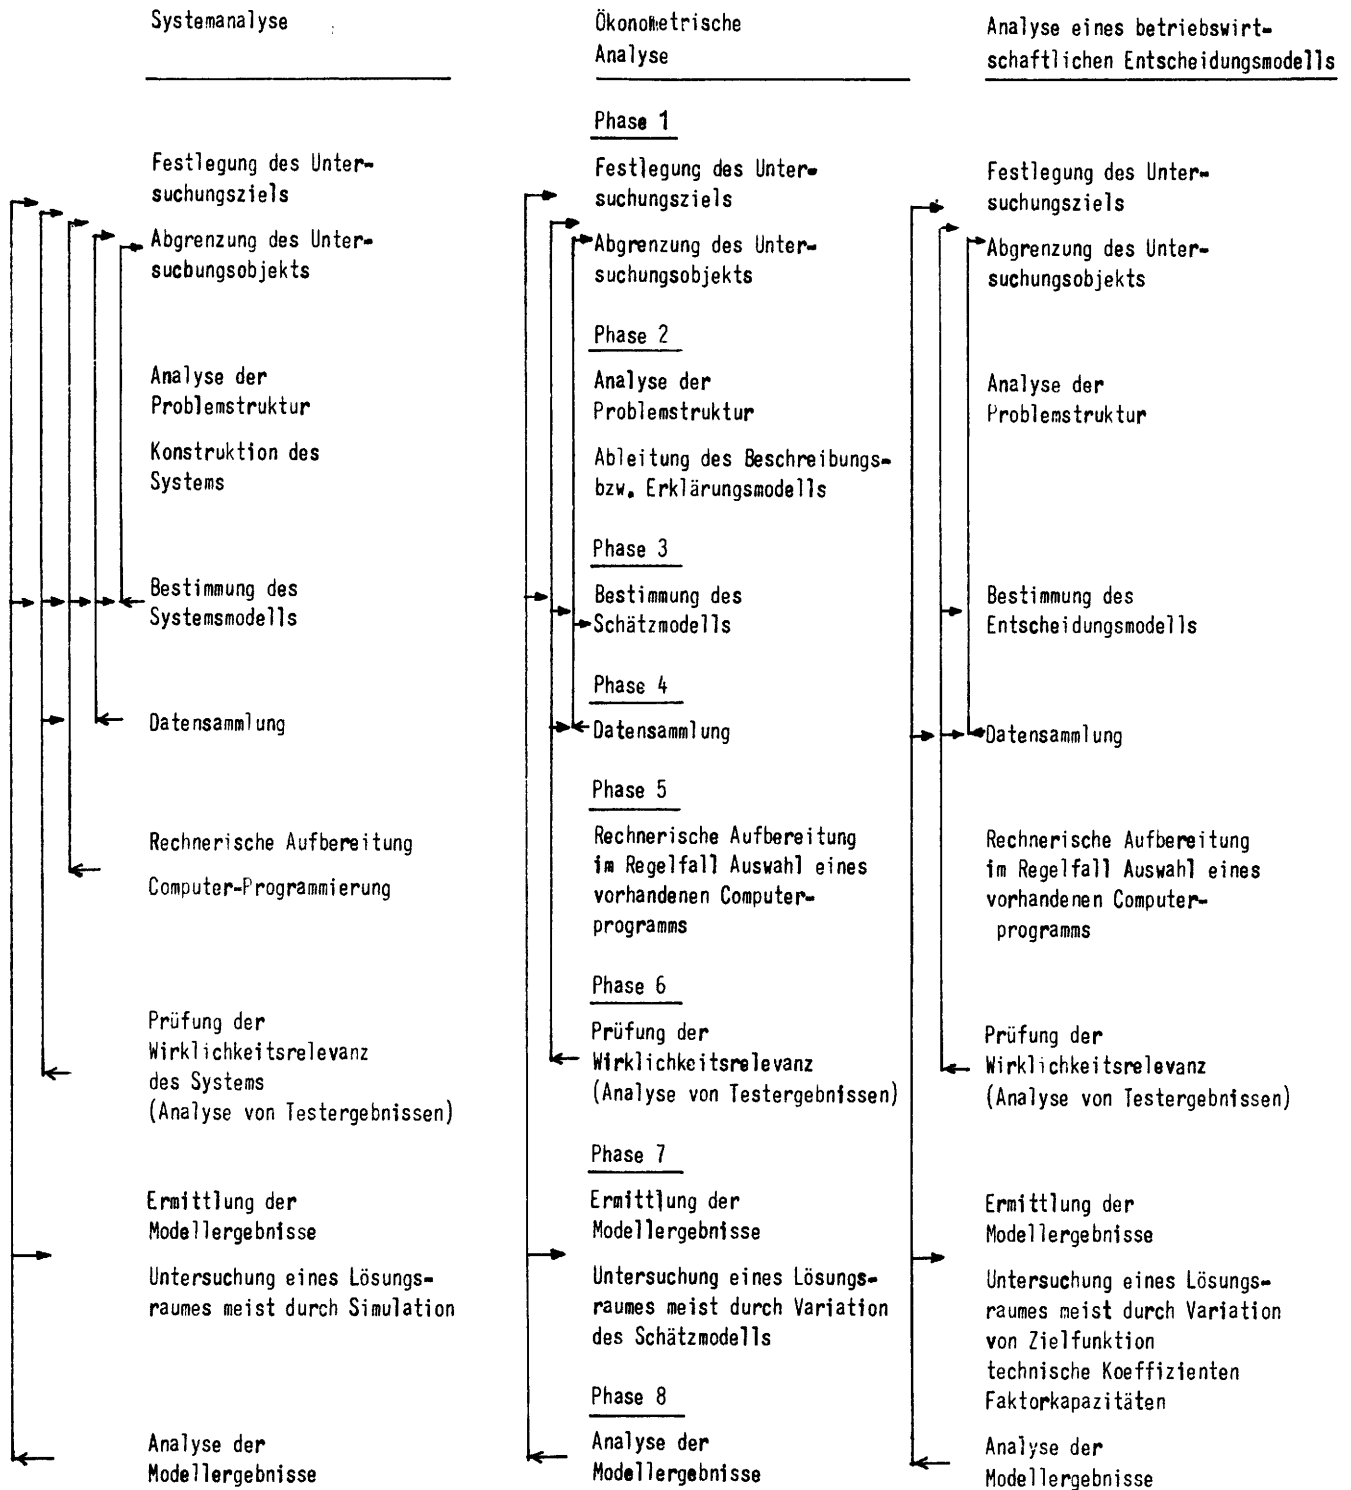 Systemanalyse
Ökonometrische
Analyse
Analyse eines betriebswirt-
schaftlichen Entscheidungsmodells
Phase 1
Festlegung des Unter-
suchungsziels
Abgrenzung des Unter-
suchungsobjekts
Festlegung des Unter-
suchungsziels
Abgrenzung des Unter-
suchungsobjekts
Festlegung des Unter-
suchungsziels
Abgrenzung des Unter-
suchungsobjekts
Phase 2
Analyse der
Problemstruktur
Konstruktion des
Systems
Analyse der
Problemstruktur
Ableitung des Beschreibungs-
bzw. Erklärungsmodells
Analyse der
Problemstruktur
Phase 3
Bestimmung des
Systemsmodells
Bestimmung des
Schätzmodells
Bestimmung des
Entscheidungsmodells
Phase 4
Datensammlung
Datensammlung
Datensammlung
Phase 5
Rechnerische Aufbereitung
Computer-Programmierung
Rechnerische Aufbereitung
im Regelfall Auswahl eines
vorhandenen Computer-
programms
Rechnerische Aufbereitung
im Regelfall Auswahl eines
vorhandenen Computer-
programms
Phase 6
Prüfung der
Wirklichkeitsrelevanz
des Systems
(Analyse von Testergebnissen)
Prüfung der
Wirklichkeitsrelevanz
(Analyse von Testergebnissen)
Prüfung der
Wirklichkeitsrelevanz
(Analyse von Testergebnissen)
Phase 7
Ermittlung der
Modellergebnisse
Untersuchung eines Lösungs-
raumes meist durch Simulation
Ermittlung der
Modellergebnisse
Untersuchung eines Lösungs-
raumes meist durch Variation
des Schätzmodells
Ermittlung der
Modellergebnisse
Untersuchung eines Lösungs-
raumes meist durch Variation
von Zielfunktion
technische Koeffizienten
Faktorkapazitäten
Phase 8
Analyse der
Modellergebnisse
Analyse der
Modellergebnisse
Analyse der
Modellergebnisse